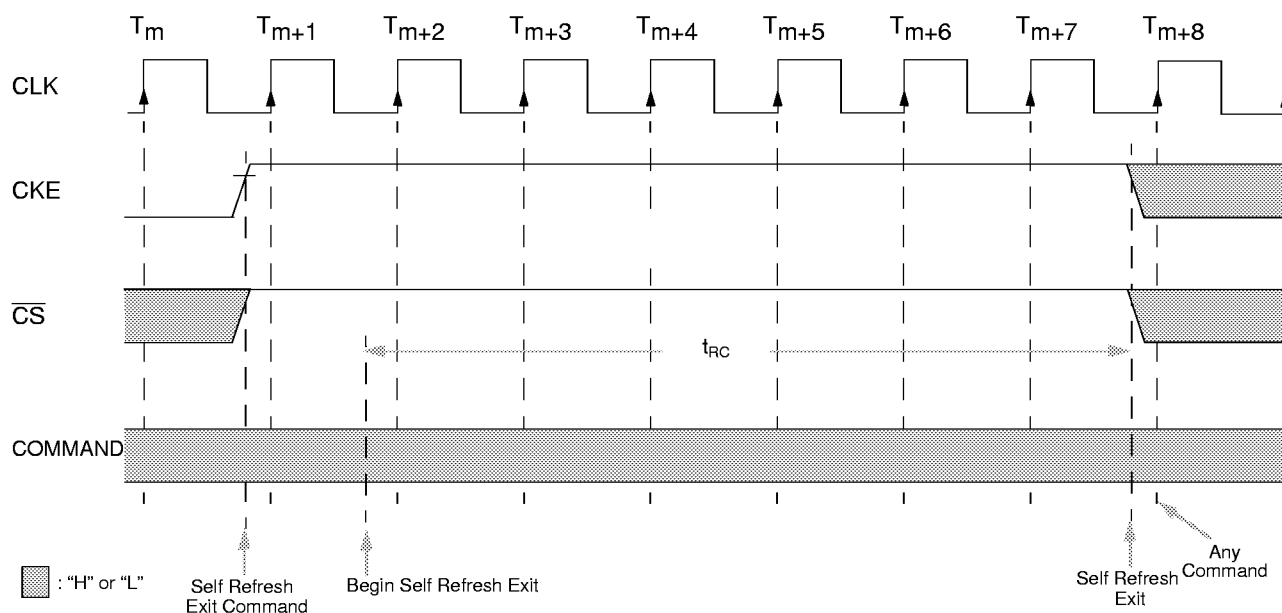 Tm Tm+1 Tm+2 Tm+3 Tm+4 Tm+5 Tm+6 Tm+7 Tm+8
CLK
CKE
CS
tRC
COMMAND
: “H” or “L”
Self Refresh
Exit Command
Begin Self Refresh Exit
Self Refresh
Exit
Any
Command